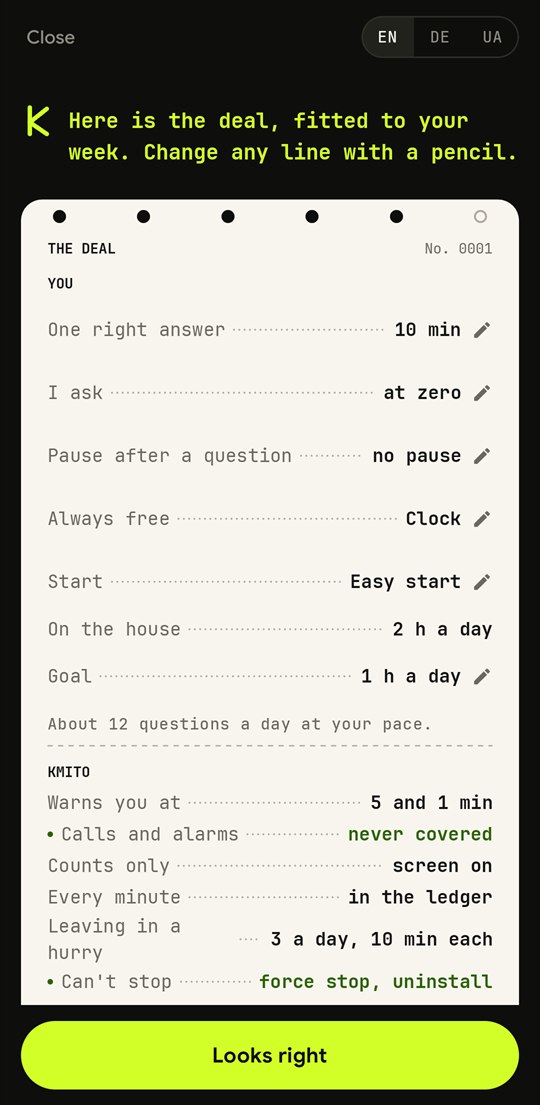 Close
EN DE UA
Here is the deal, fitted to your
week. Change any line with a pencil.
THE DEAL No. 0001
YOU
One right answer 10 min
I ask at zero
Pause after a question no pause
Always free Clock
Start Easy start
On the house 2 h a day
Goal 1 h a day
About 12 questions a day at your pace.
KMITO
Warns you at 5 and 1 min
• Calls and alarms never covered
Counts only screen on
Every minute in the ledger
Leaving in a
hurry 3 a day, 10 min each
• Can't stop force stop, uninstall
Looks right